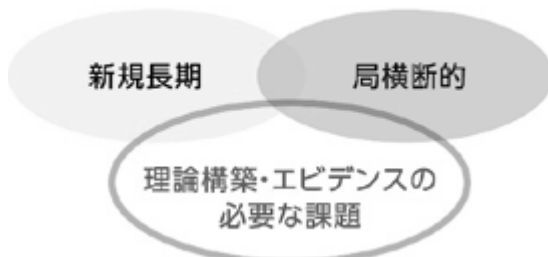 新規長期
局横断的
理論構築・エビデンスの
必要な課題